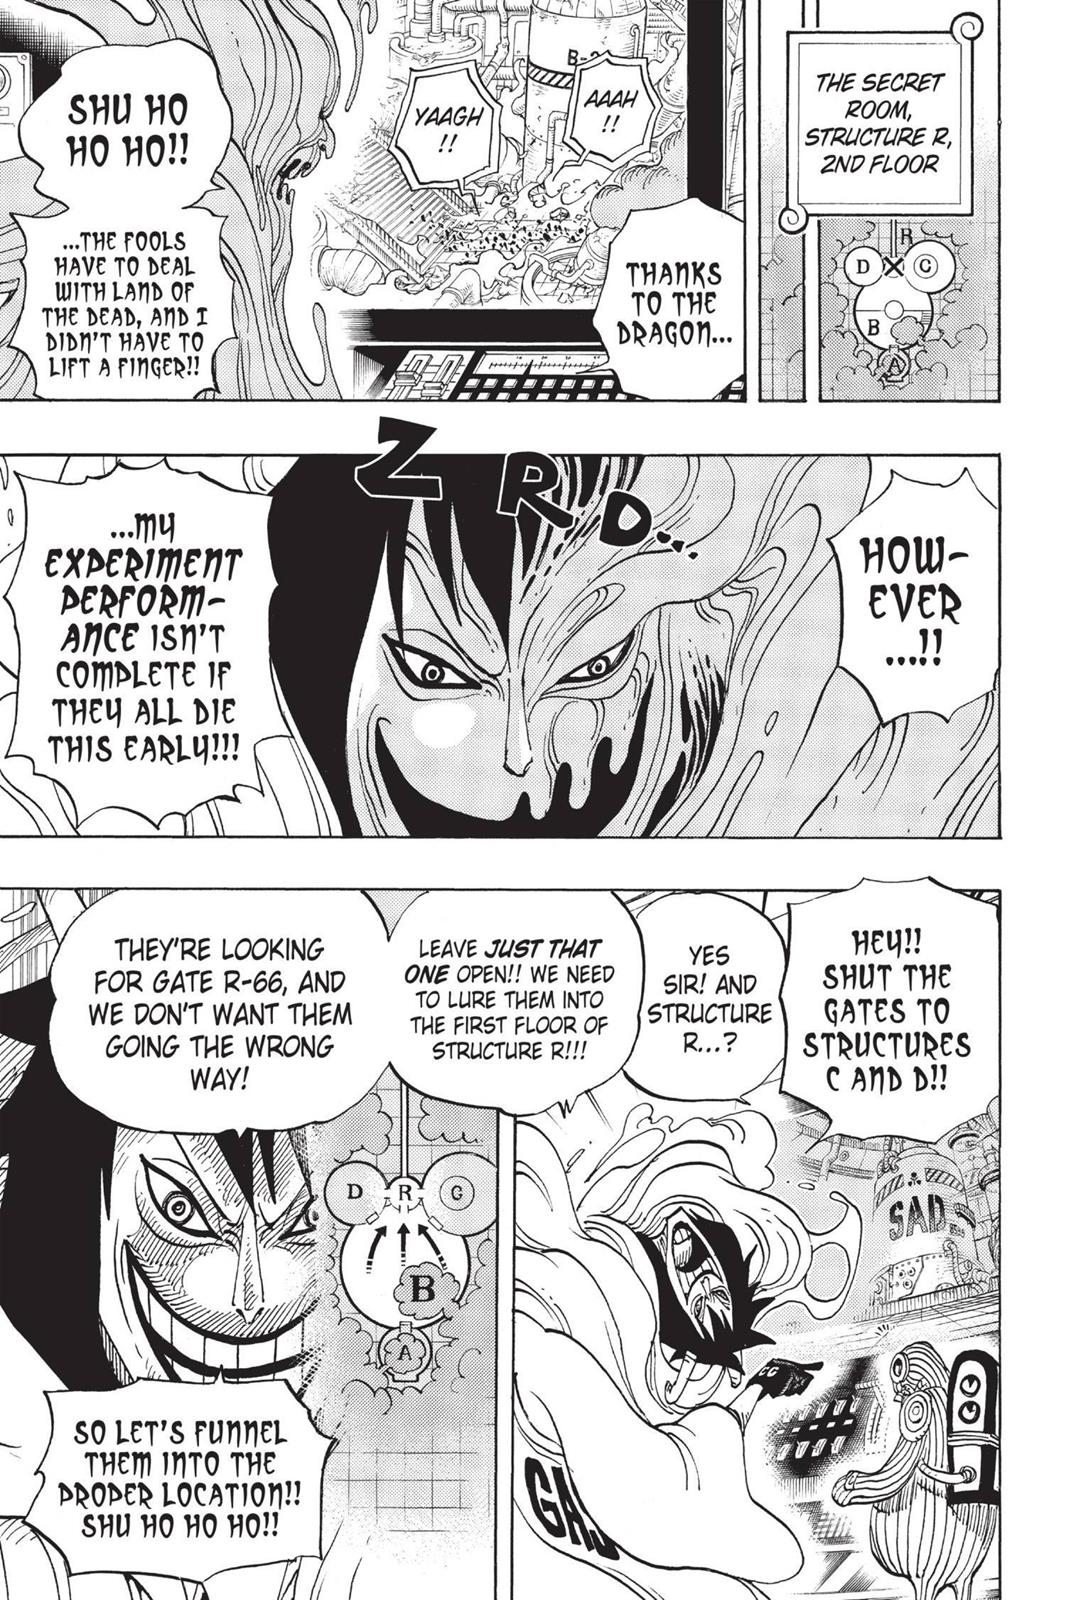 THE SECRET
ROOM,
STRUCTURE R,
2ND FLOOR
R
D
C
B
A
B-
AAAH
!!
YAAGH
!!
THANKS
TO THE
DRAGON...
SHU HO
HO HO!!
...THE FOOLS
HAVE TO DEAL
WITH LAND OF
THE DEAD, AND I
DIDN'T HAVE TO
LIFT A FINGER!!
ZRD...
HOW-
EVER
...!!
...MY
EXPERIMENT
PERFORM-
ANCE ISN'T
COMPLETE IF
THEY ALL DIE
THIS EARLY!!!
HEY!!
SHUT THE
GATES TO
STRUCTURES
C AND D!!
YES
SIR! AND
STRUCTURE
R...?
SAD
CC
GAS
LEAVE JUST THAT
ONE OPEN!! WE NEED
TO LURE THEM INTO
THE FIRST FLOOR OF
STRUCTURE R!!!
THEY'RE LOOKING
FOR GATE R-66, AND
WE DON'T WANT THEM
GOING THE WRONG
WAY!
D
R
C
B
A
SO LET'S FUNNEL
THEM INTO THE
PROPER LOCATION!!
SHU HO HO HO!!